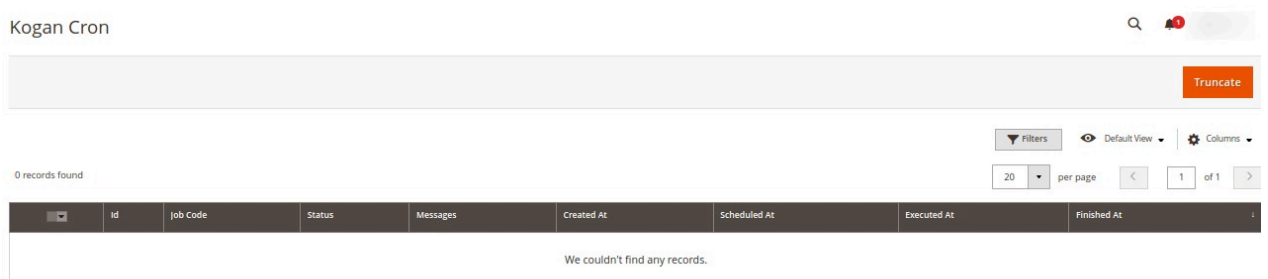 Kogan Cron
1
Truncate
Filters Default View Columns
0 records found 20 per page 1 of 1
Id Job Code Status Messages Created At Scheduled At Executed At Finished At ↓
We couldn't find any records.